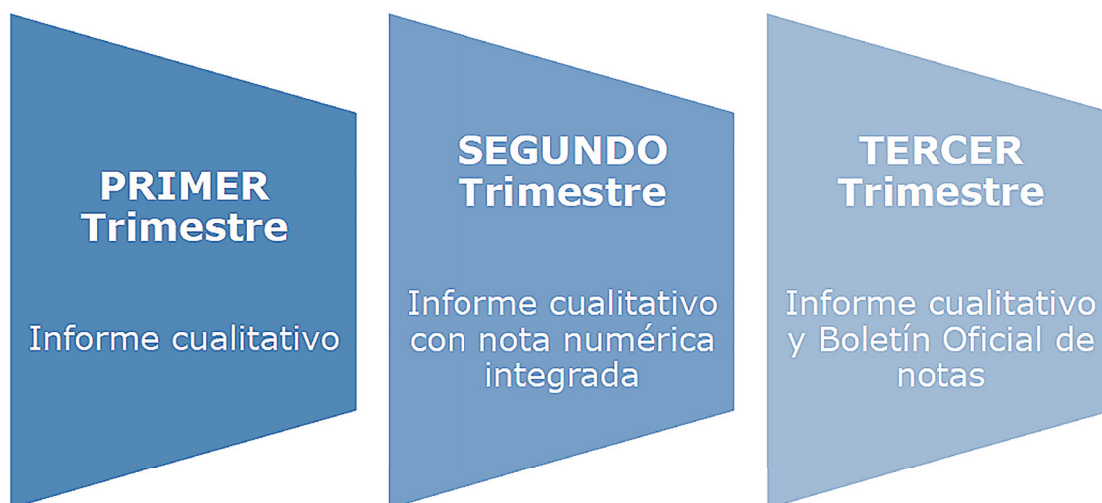 PRIMER
Trimestre
Informe cualitativo
SEGUNDO
Trimestre
Informe cualitativo
con nota numérica
integrada
TERCER
Trimestre
Informe cualitativo
y Boletín Oficial de
notas